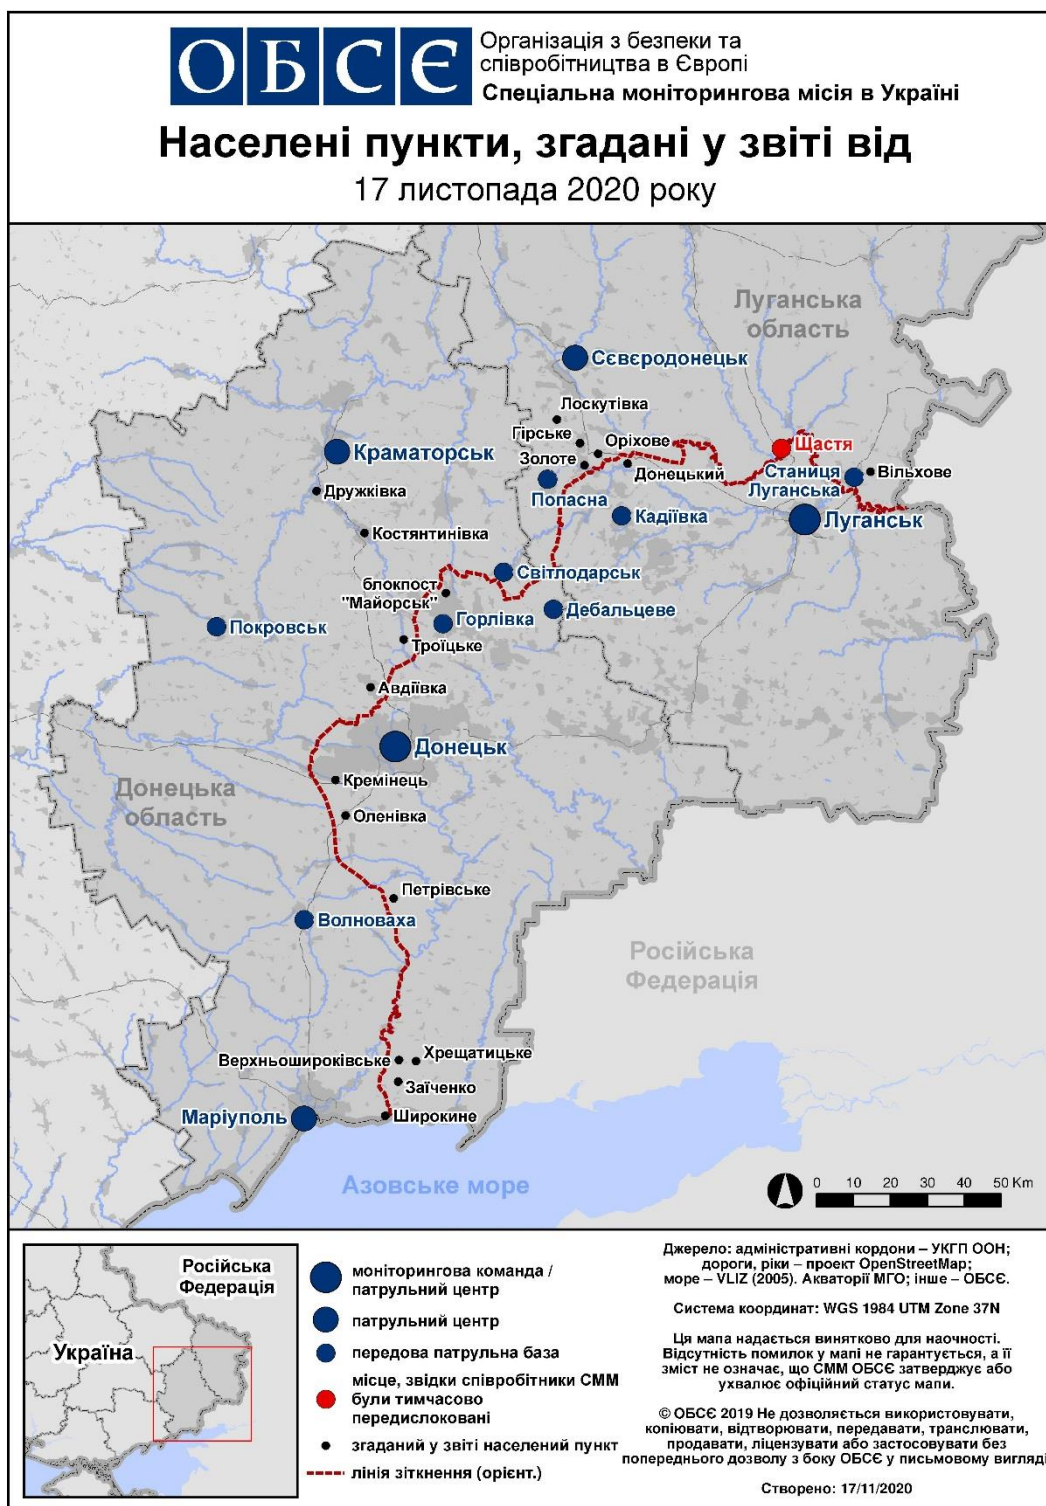 ОБСЄ
Організація з безпеки та
співробітництва в Європі
Спеціальна моніторингова місія в Україні
Населені пункти, згадані у звіті від
17 листопада 2020 року
Луганська
область
Сєвєродонецьк
Лоскутівка
Гірське
Оріхове
Щастя
Золоте
Донецький
Краматорськ
Станиця
Луганська
Вільхове
Дружківка
Попасна
Кадіївка
Луганськ
Костянтинівка
Світлодарськ
блокпост
"Майорськ"
Дебальцеве
Горлівка
Покровськ
Троїцьке
Авдіївка
Донецьк
Кремінець
Донецька
область
Оленівка
Петрівське
Волноваха
Російська
Федерація
Верхньошироківське
Хрещатицьке
Заїченко
Широкине
Маріуполь
Азовське море
0 10 20 30 40 50 Km
Російська
Федерація
Україна
моніторингова команда /
патрульний центр
патрульний центр
передова патрульна база
місце, звідки співробітники СММ
були тимчасово
передислоковані
згаданий у звіті населений пункт
лінія зіткнення (орієнт.)
Джерело: адміністративні кордони – УКГП ООН;
дороги, ріки – проект OpenStreetMap;
море – VLIZ (2005). Акваторії МГО; інше – ОБСЄ.
Система координат: WGS 1984 UTM Zone 37N
Ця мапа надається винятково для наочності.
Відсутність помилок у мапі не гарантується, а її
зміст не означає, що СММ ОБСЄ затверджує або
ухвалює офіційний статус мапи.
© ОБСЄ 2019 Не дозволяється використовувати,
копіювати, відтворювати, передавати, транслювати,
продавати, ліцензувати або застосовувати без
попереднього дозволу з боку ОБСЄ у письмовому вигляді
Створено: 17/11/2020